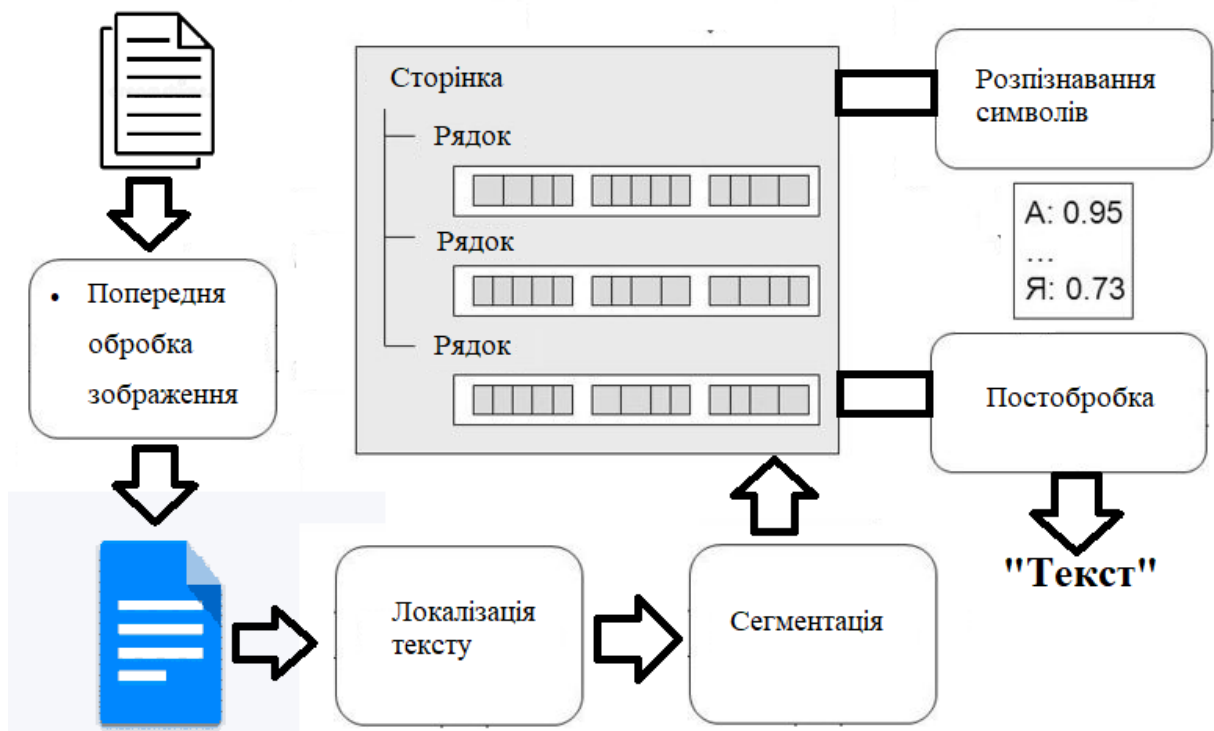 Сторінка
Рядок
Рядок
Рядок
Розпізнавання
символів
А: 0.95
...
Я: 0.73
• Попередня
обробка
зображення
Постобробка
Локалізація
тексту
Сегментація
"Текст"